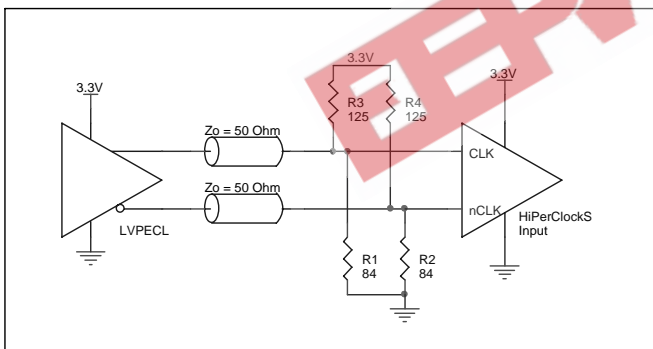 3.3V
3.3V
3.3V
R3
125
R4
125
Zo = 50 Ohm
CLK
Zo = 50 Ohm
nCLK
LVPECL
HiPerClockS
Input
R1
84
R2
84